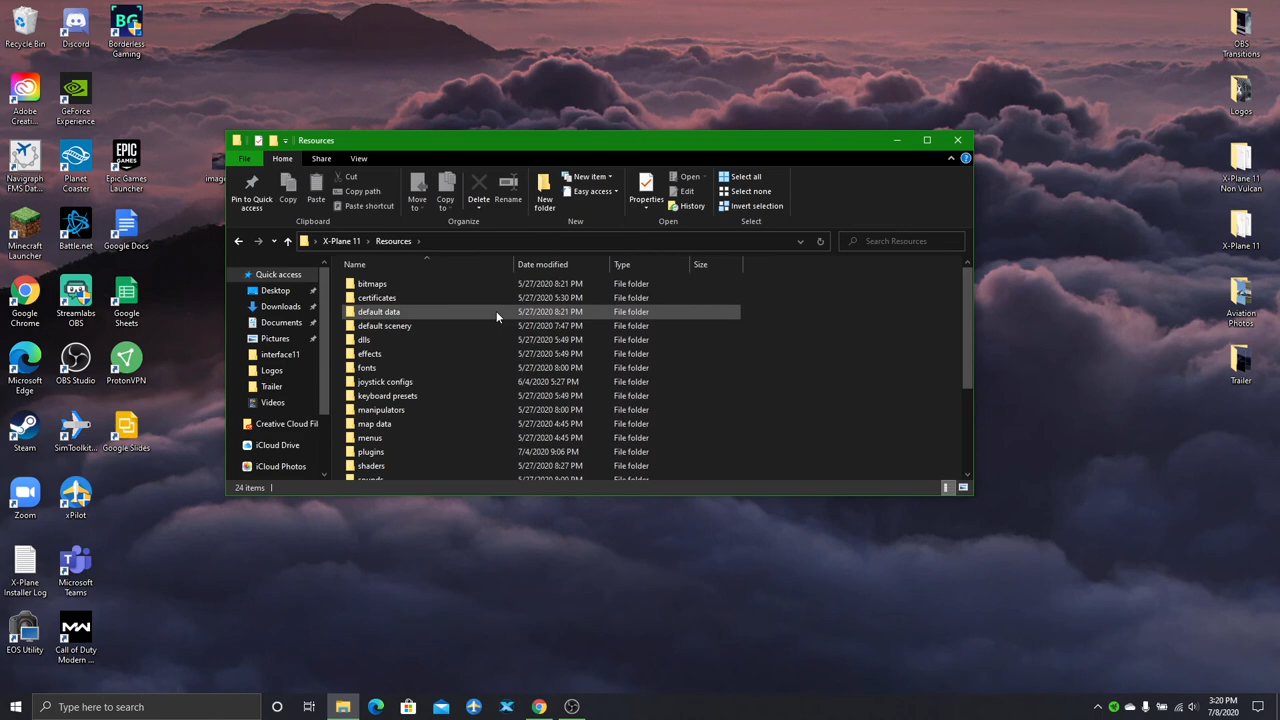 Recycle Bin
Discord
Borderless
Gaming
Adobe
Creati...
GeForce
Experience
Navigraph
FMS Dat...
Planet
Coaster
Epic Games
Launcher
imag
Minecraft
Launcher
Battle.net
Google Docs
Google
Chrome
Streamlabs
OBS
Google
Sheets
Microsoft
Edge
OBS Studio
ProtonVPN
Steam
SimToolkit...
Google Slides
Zoom
xPilot
X-Plane
Installer Log
Microsoft
Teams
EOS Utility
Call of Duty
Modern ...
OBS
Transitions
Logos
X-Plane 11
Non Vulcan
X-Plane 11
Aviation
Photos
Trailer
Resources
File
Home
Share
View
Pin to Quick
access
Copy
Paste
Cut
Copy path
Paste shortcut
Clipboard
Move
to
Copy
to
Delete
Rename
Organize
New
folder
New item
Easy access
New
Properties
Open
Edit
History
Open
Select all
Select none
Invert selection
Select
X-Plane 11 > Resources >
Search Resources
Quick access
Desktop
Downloads
Documents
Pictures
interface11
Logos
Trailer
Videos
Creative Cloud Fil
iCloud Drive
iCloud Photos
Name Date modified Type Size
bitmaps 5/27/2020 8:21 PM File folder
certificates 5/27/2020 5:30 PM File folder
default data 5/27/2020 8:21 PM File folder
default scenery 5/27/2020 7:47 PM File folder
dlls 5/27/2020 5:49 PM File folder
effects 5/27/2020 5:49 PM File folder
fonts 5/27/2020 8:00 PM File folder
joystick configs 6/4/2020 5:27 PM File folder
keyboard presets 5/27/2020 5:49 PM File folder
manipulators 5/27/2020 8:00 PM File folder
map data 5/27/2020 4:45 PM File folder
menus 5/27/2020 4:45 PM File folder
plugins 7/4/2020 9:06 PM File folder
shaders 5/27/2020 8:27 PM File folder
sounds 5/27/2020 8:00 PM File folder
24 items
Type here to search
3:20 PM
7/8/2020